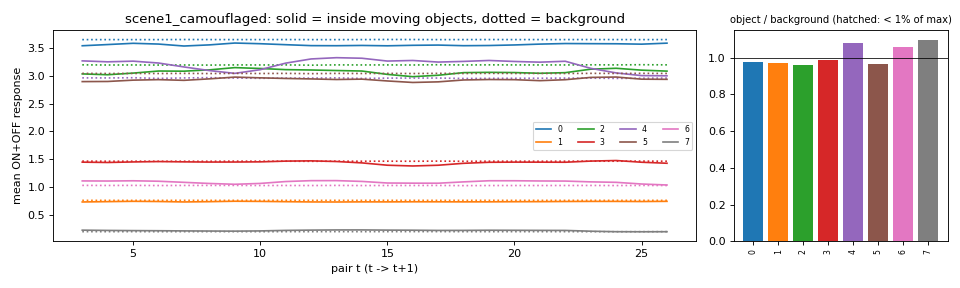 scene1_camouflaged: solid = inside moving objects, dotted = background
mean ON+OFF response
3.5
3.0
2.5
2.0
1.5
1.0
0.5
5
10
15
20
25
pair t (t -> t+1)
0 2 4 6
1 3 5 7
object / background (hatched: < 1% of max)
1.0
0.8
0.6
0.4
0.2
0.0
0 1 2 3 4 5 6 7